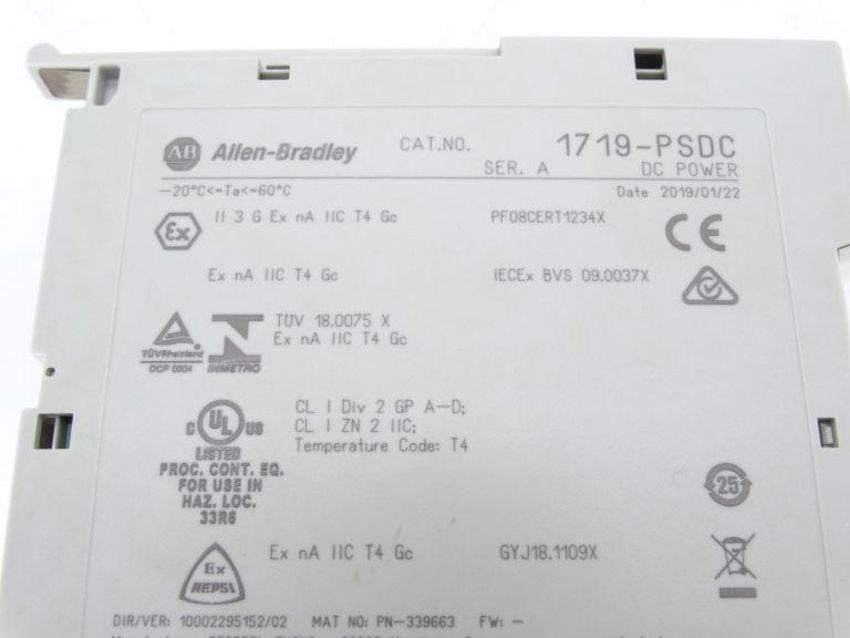 AB Allen-Bradley CAT.NO. 1719-PSDC
SER. A DC POWER
-20°C<=Ta<=60°C Date 2019/01/22
Ex II 3 G Ex nA IIC T4 Gc PF08CERT1234X CE
Ex nA IIC T4 Gc IECEx BVS 09.0037X
TÜV 18.0075 X
Ex nA IIC T4 Gc
TÜVRheinland
OCP 0004 INMETRO
CL I Div 2 GP A-D;
C UL US CL I ZN 2 IIC;
Temperature Code: T4
LISTED
PROC. CONT. EQ.
FOR USE IN
HAZ. LOC.
33R6
25
Ex nA IIC T4 Gc GYJ18.1109X
Ex
NEPSI
DIR/VER: 10002295152/02 MAT NO: PN-339663 FW: -